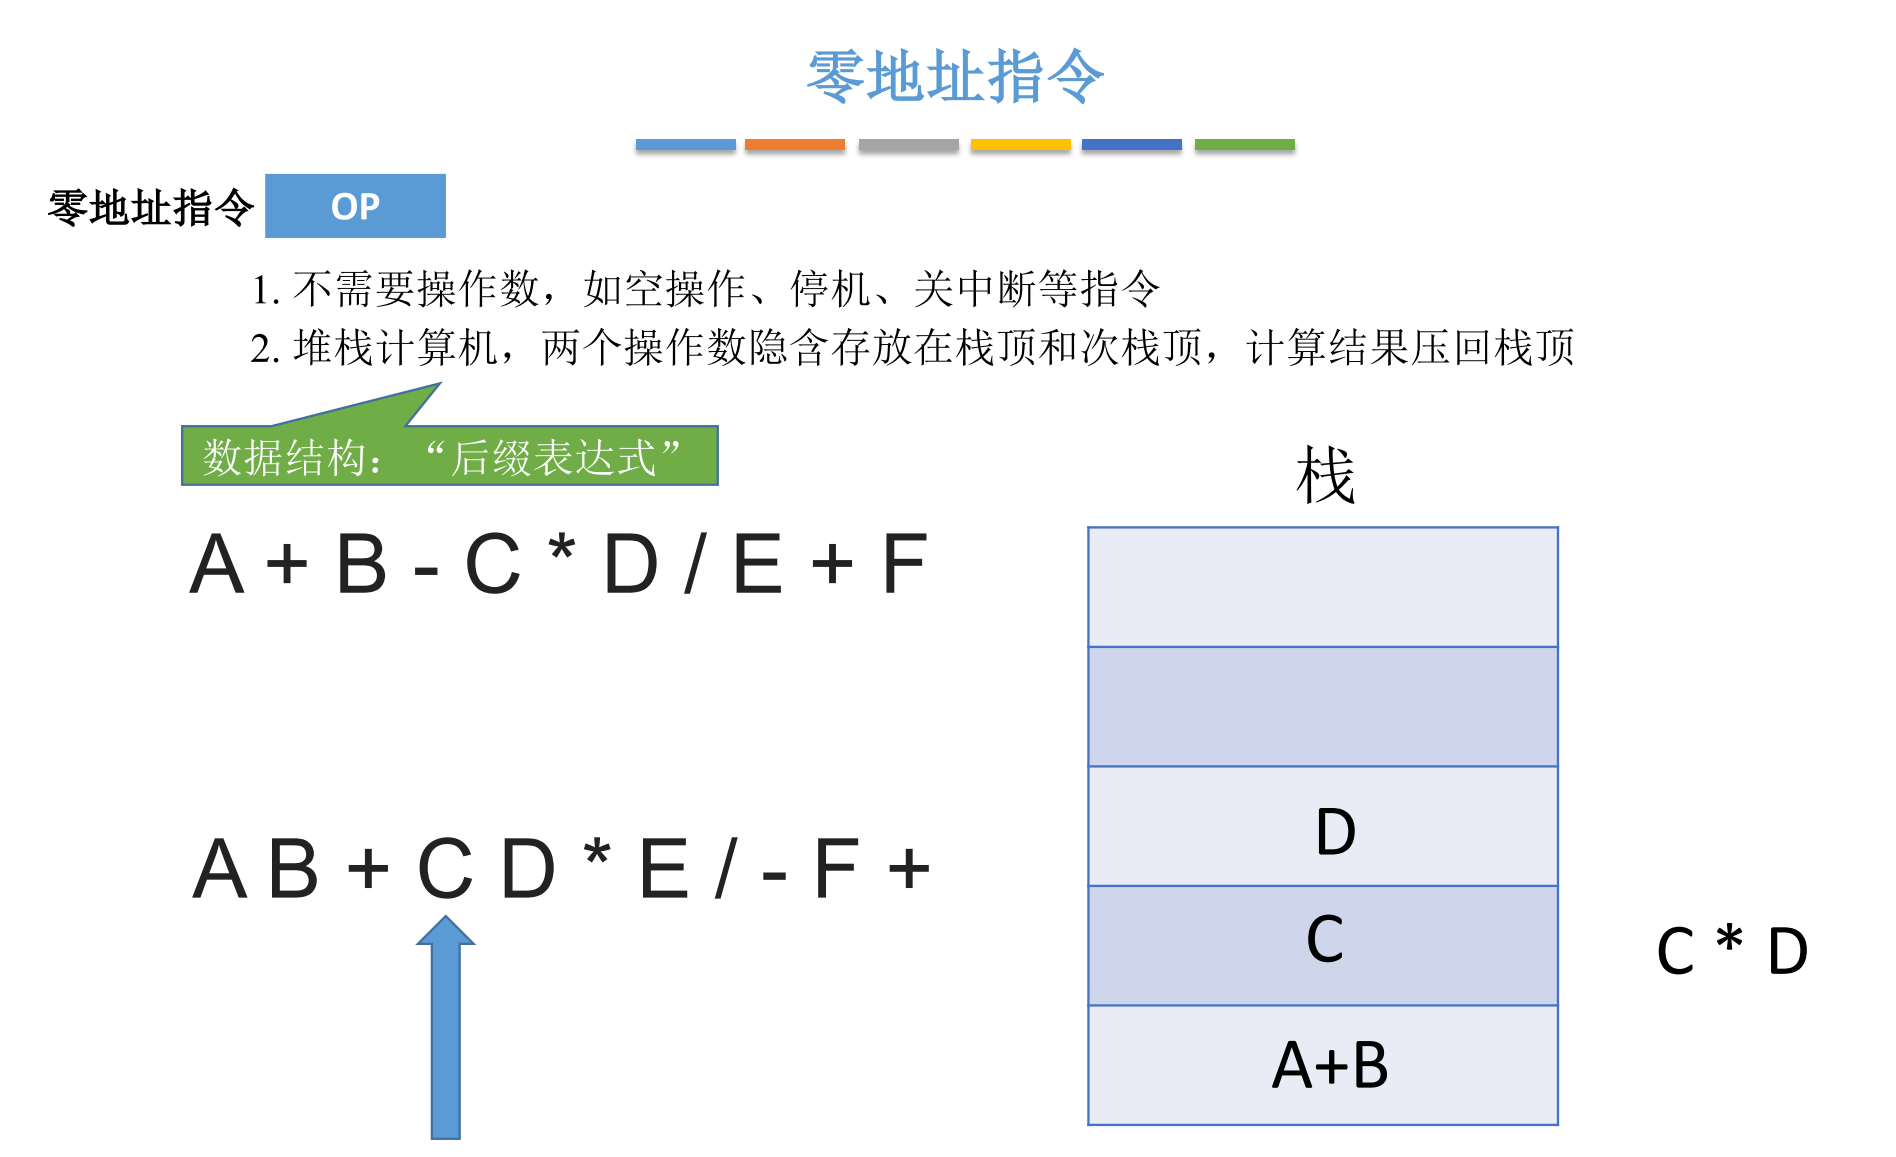 零地址指令
零地址指令 OP
1. 不需要操作数，如空操作、停机、关中断等指令
2. 堆栈计算机，两个操作数隐含存放在栈顶和次栈顶，计算结果压回栈顶
数据结构：“后缀表达式”
栈
A + B - C * D / E + F
A B + C D * E / - F +
D
C
C * D
A+B